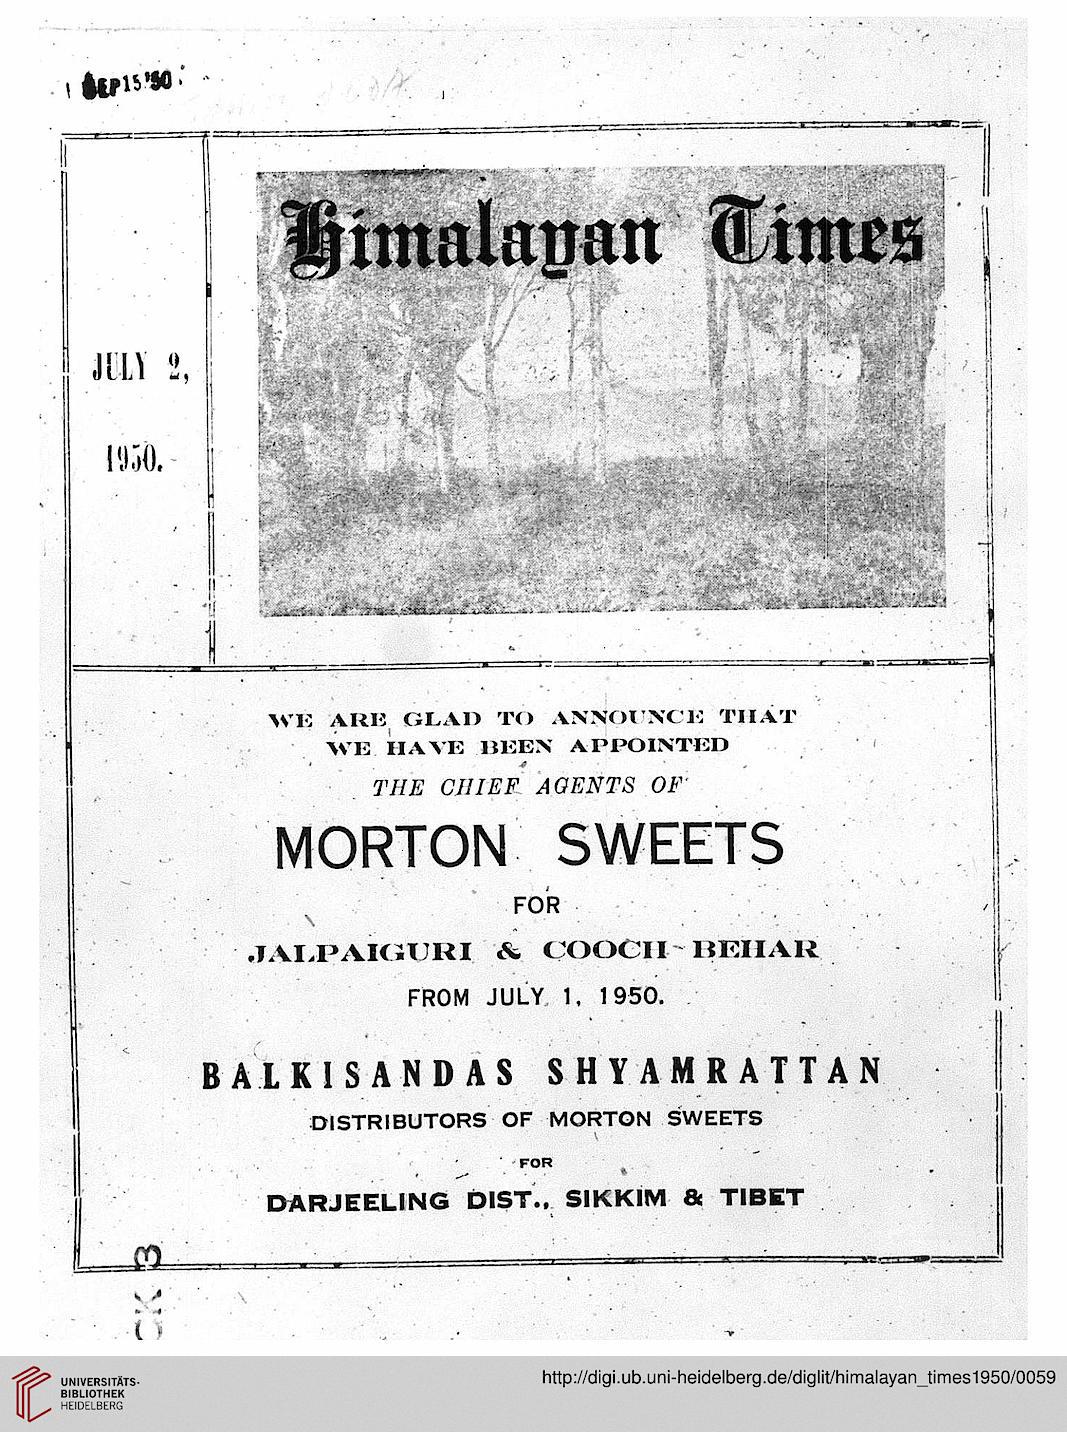 SEP 15 '50
Himalayan Times
JULY 2,
1950.
WE ARE GLAD TO ANNOUNCE THAT
WE HAVE BEEN APPOINTED
THE CHIEF AGENTS OF
MORTON SWEETS
FOR
JALPAIGURI & COOCH-BEHAR
FROM JULY 1, 1950.
BALKISANDAS SHYAMRATTAN
DISTRIBUTORS OF MORTON SWEETS
FOR
DARJEELING DIST., SIKKIM & TIBET
CK 3
UNIVERSITÄTS-
BIBLIOTHEK
HEIDELBERG
http://digi.ub.uni-heidelberg.de/diglit/himalayan_times1950/0059